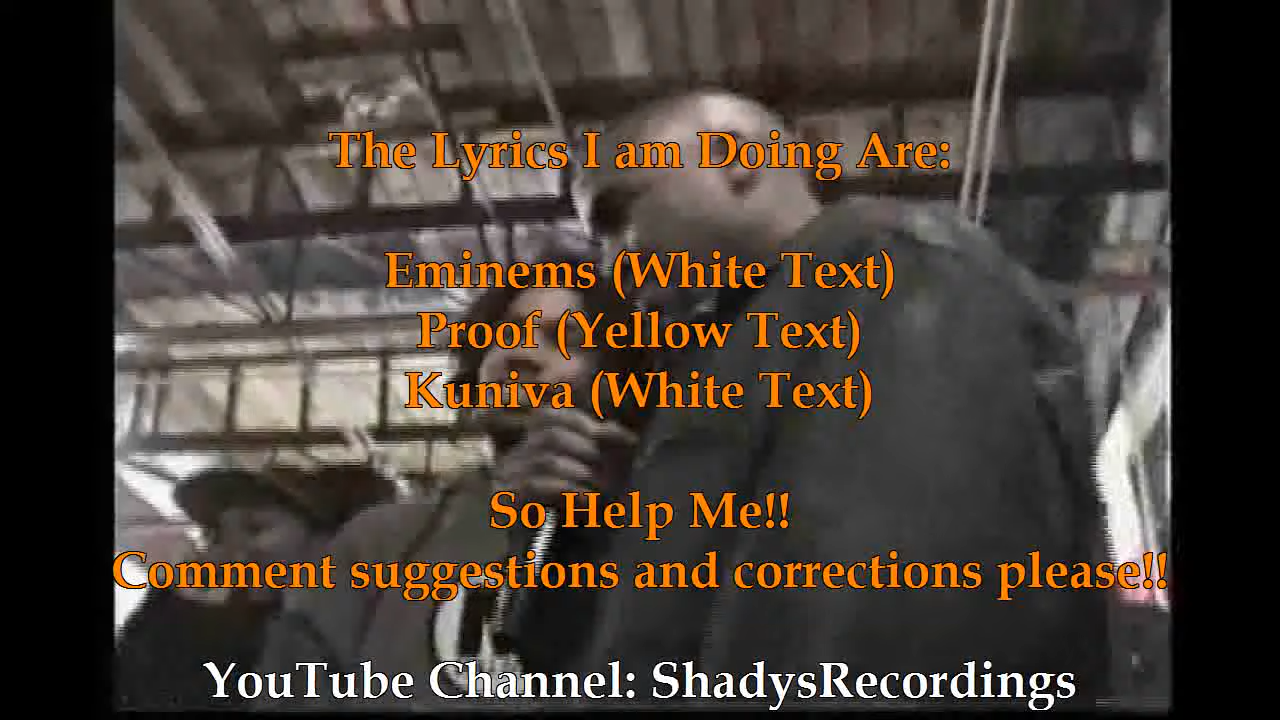 The Lyrics I am Doing Are:
Eminems (White Text)
Proof (Yellow Text)
Kuniva (White Text)
So Help Me!!
Comment suggestions and corrections please!!
YouTube Channel: ShadysRecordings